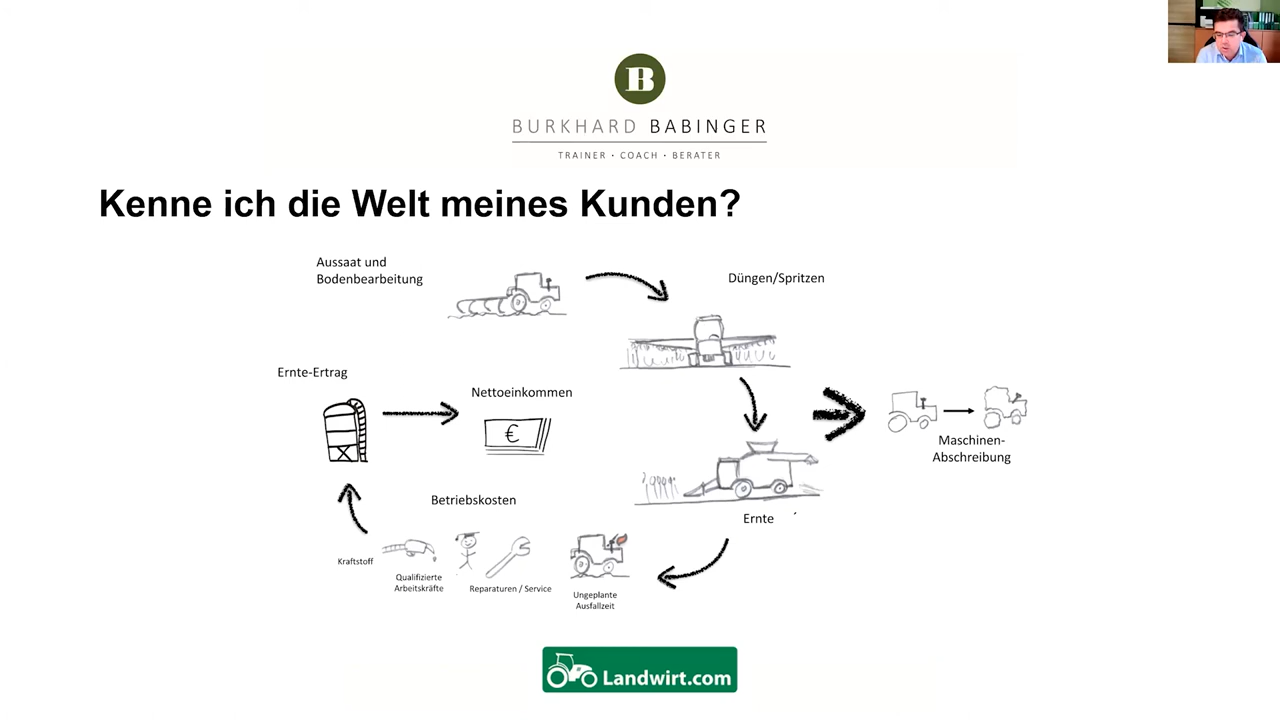 B
BURKHARD BABINGER
TRAINER · COACH · BERATER
Kenne ich die Welt meines Kunden?
Aussaat und
Bodenbearbeitung
Düngen/Spritzen
Ernte-Ertrag
Nettoeinkommen
€
Maschinen-
Abschreibung
Betriebskosten
Ernte
Kraftstoff
Qualifizierte
Arbeitskräfte
Reparaturen / Service
Ungeplante
Ausfallzeit
Landwirt.com